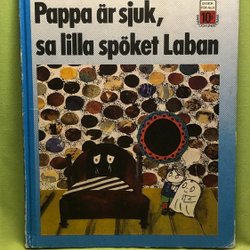 Pappa är sjuk,
sa lilla spöket Laban